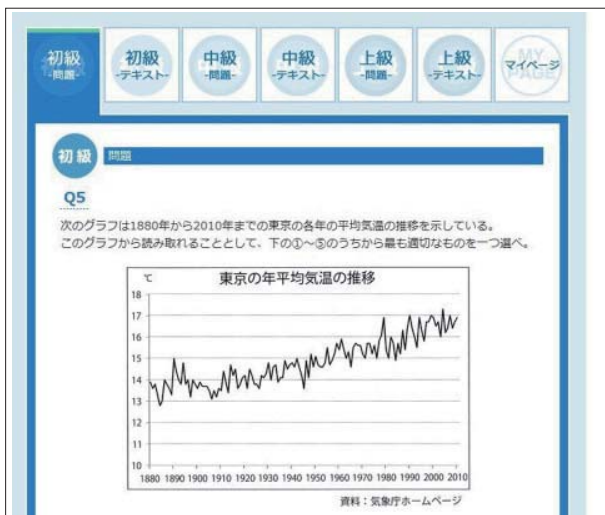 初級
-問題-
初級
-テキスト-
中級
-問題-
中級
-テキスト-
上級
-問題-
上級
-テキスト-
MY PAGE
マイページ
初級
問題
Q5
次のグラフは1880年から2010年までの東京の各年の平均気温の推移を示している。
このグラフから読み取れることとして、下の①～⑤のうちから最も適切なものを一つ選べ。
℃
東京の年平均気温の推移
18
17
16
15
14
13
12
11
10
1880 1890 1900 1910 1920 1930 1940 1950 1960 1970 1980 1990 2000 2010
資料：気象庁ホームページ